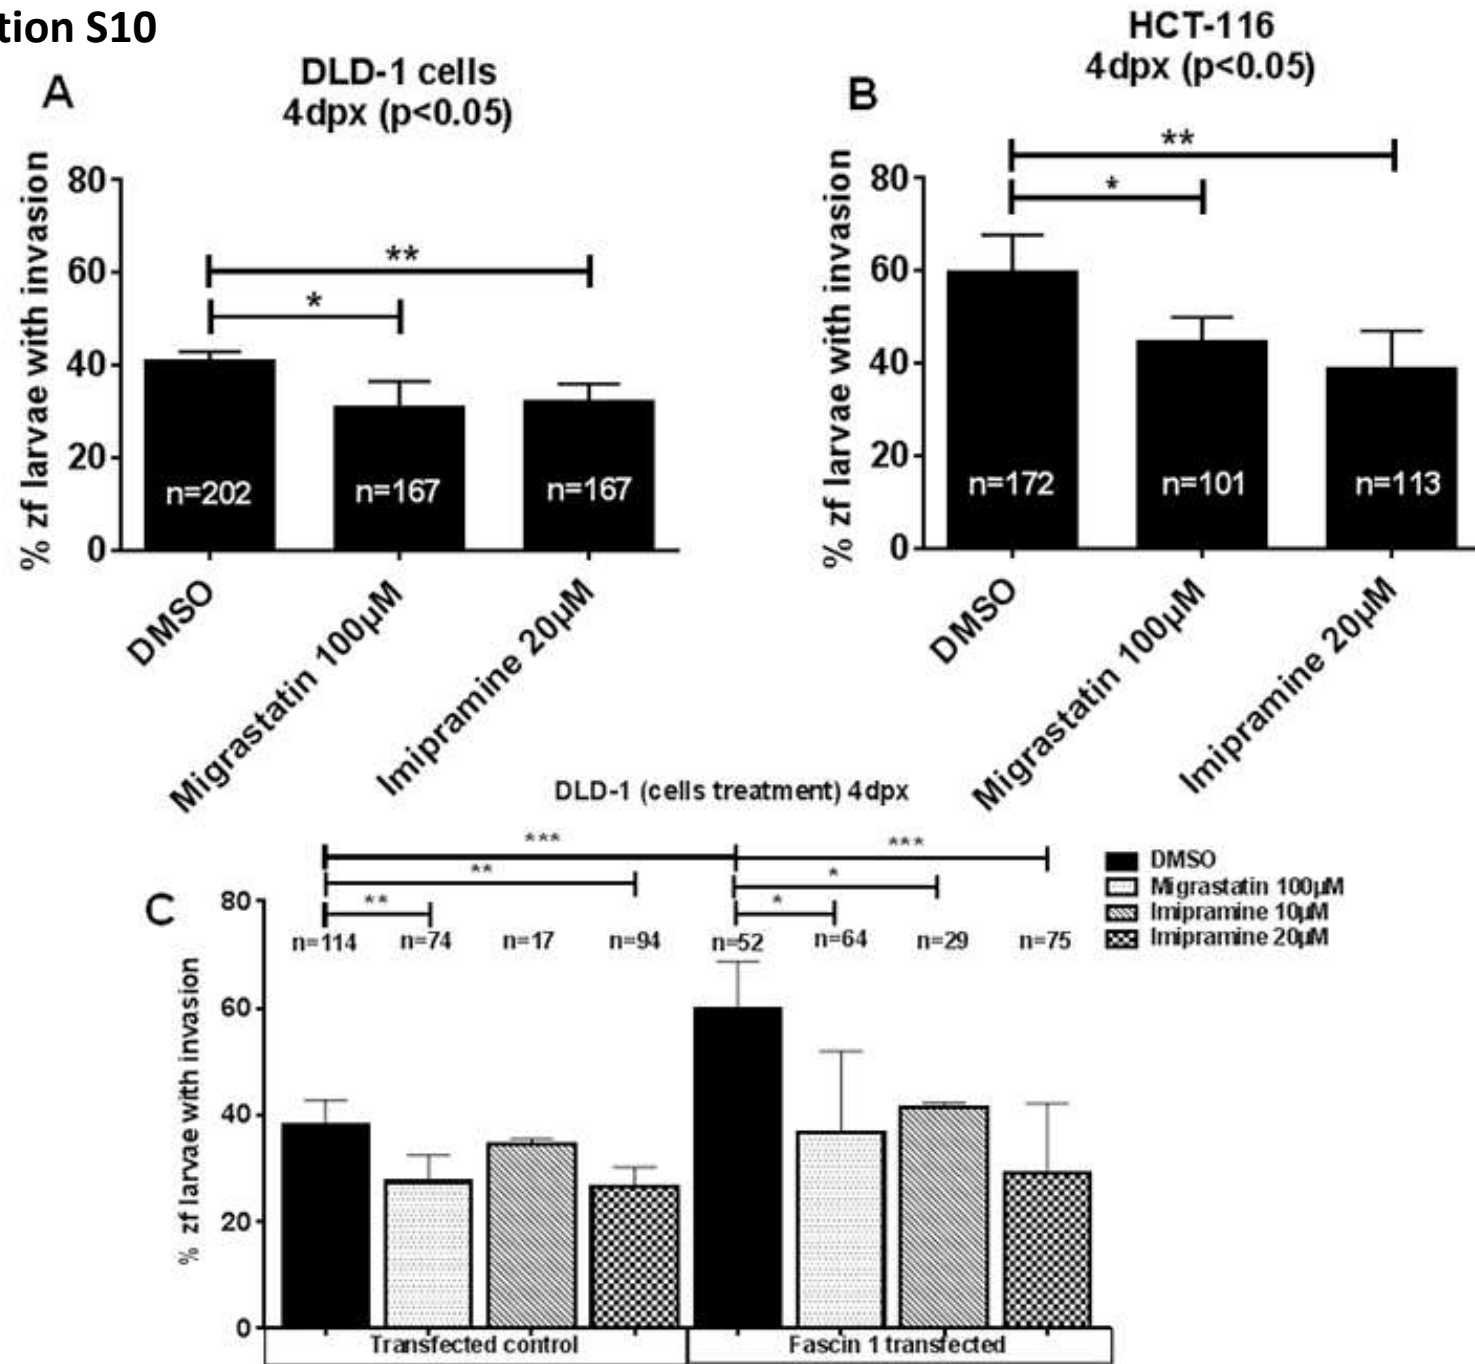 tion S10
A
DLD-1 cells
4dpx (p<0.05)
% zf larvae with invasion
80
60
40
20
0
**
*
n=202
n=167
n=167
DMSO
Migrastatin 100µM
Imipramine 20µM
B
HCT-116
4dpx (p<0.05)
% zf larvae with invasion
80
60
40
20
0
**
*
n=172
n=101
n=113
DMSO
Migrastatin 100µM
Imipramine 20µM
DLD-1 (cells treatment) 4dpx
C
% zf larvae with invasion
80
60
40
20
0
***
***
**
*
**
*
n=114
n=74
n=17
n=94
n=52
n=64
n=29
n=75
DMSO
Migrastatin 100µM
Imipramine 10µM
Imipramine 20µM
Transfected control
Fascin 1 transfected